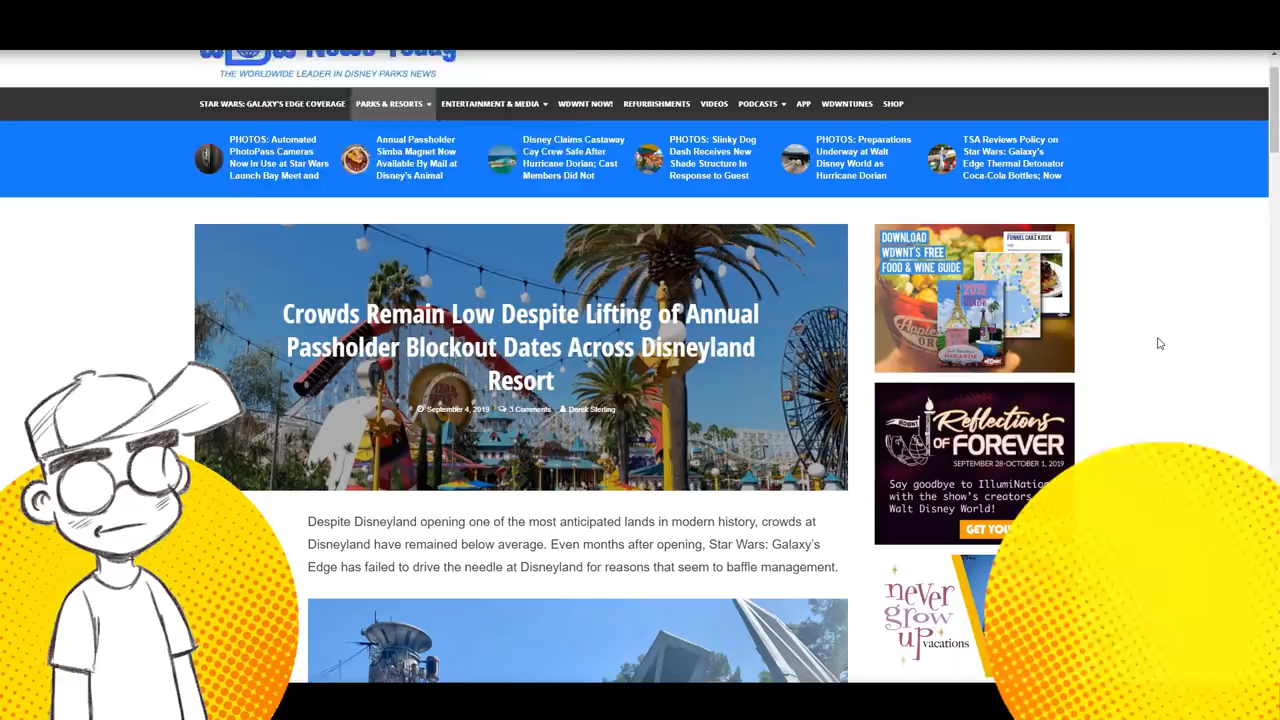 WDW News Today
THE WORLDWIDE LEADER IN DISNEY PARKS NEWS
STAR WARS: GALAXY'S EDGE COVERAGE PARKS & RESORTS ENTERTAINMENT & MEDIA WDWNT NOW! REFURBISHMENTS VIDEOS PODCASTS APP WDWNTUNES SHOP
PHOTOS: Automated
PhotoPass Cameras
Now In Use at Star Wars
Launch Bay Meet and
Annual Passholder
Simba Magnet Now
Available By Mail at
Disney's Animal
Disney Claims Castaway
Cay Crew Safe After
Hurricane Dorian; Cast
Members Did Not
PHOTOS: Slinky Dog
Dash Receives New
Shade Structure In
Response to Guest
PHOTOS: Preparations
Underway at Walt
Disney World as
Hurricane Dorian
TSA Reviews Policy on
Star Wars: Galaxy's
Edge Thermal Detonator
Coca-Cola Bottles; Now
Crowds Remain Low Despite Lifting of Annual
Passholder Blockout Dates Across Disneyland
Resort
September 4, 2019 3 Comments Derek Sterling
Despite Disneyland opening one of the most anticipated lands in modern history, crowds at
Disneyland have remained below average. Even months after opening, Star Wars: Galaxy's
Edge has failed to drive the needle at Disneyland for reasons that seem to baffle management.
DOWNLOAD
WDWNT'S FREE
FOOD & WINE GUIDE
FUNNEL CAKE KIOSK
2019
WDWNT
Reflections
OF FOREVER
SEPTEMBER 28-OCTOBER 1, 2019
Say goodbye to IllumiNation
with the show's creators
Walt Disney World!
GET YOU
never
grow
up vacations